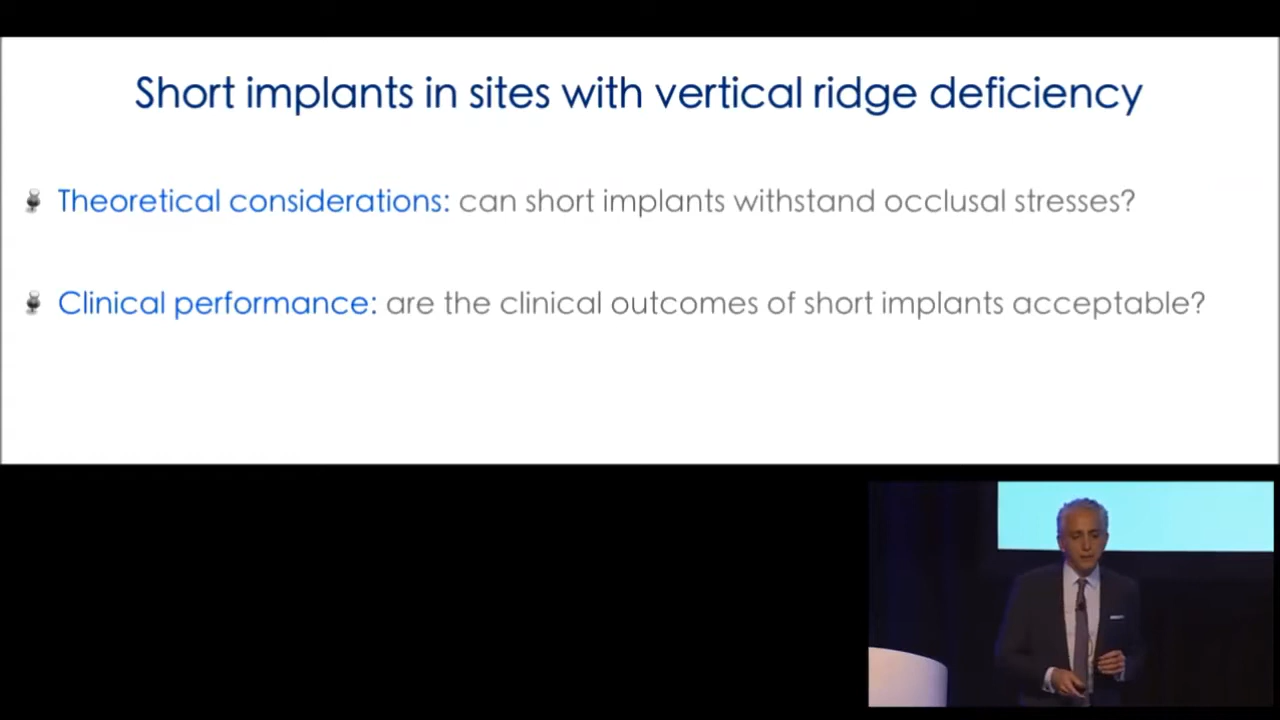 Short implants in sites with vertical ridge deficiency
Theoretical considerations: can short implants withstand occlusal stresses?
Clinical performance: are the clinical outcomes of short implants acceptable?